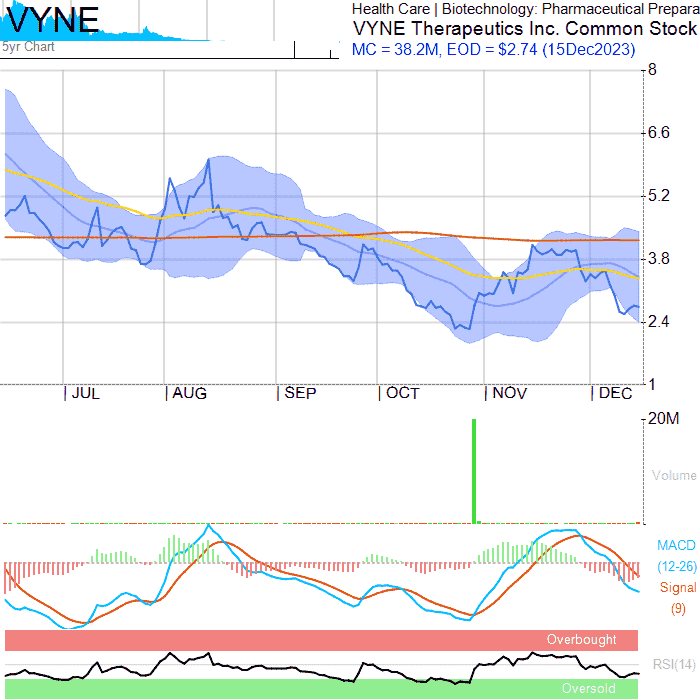 VYNE
5yr Chart
Health Care | Biotechnology: Pharmaceutical Prepara
VYNE Therapeutics Inc. Common Stock
MC = 38.2M, EOD = $2.74 (15Dec2023)
8
6.6
5.2
3.8
2.4
1
JUL AUG SEP OCT NOV DEC
20M
Volume
MACD
(12-26)
Signal
(9)
Overbought
RSI(14)
Oversold